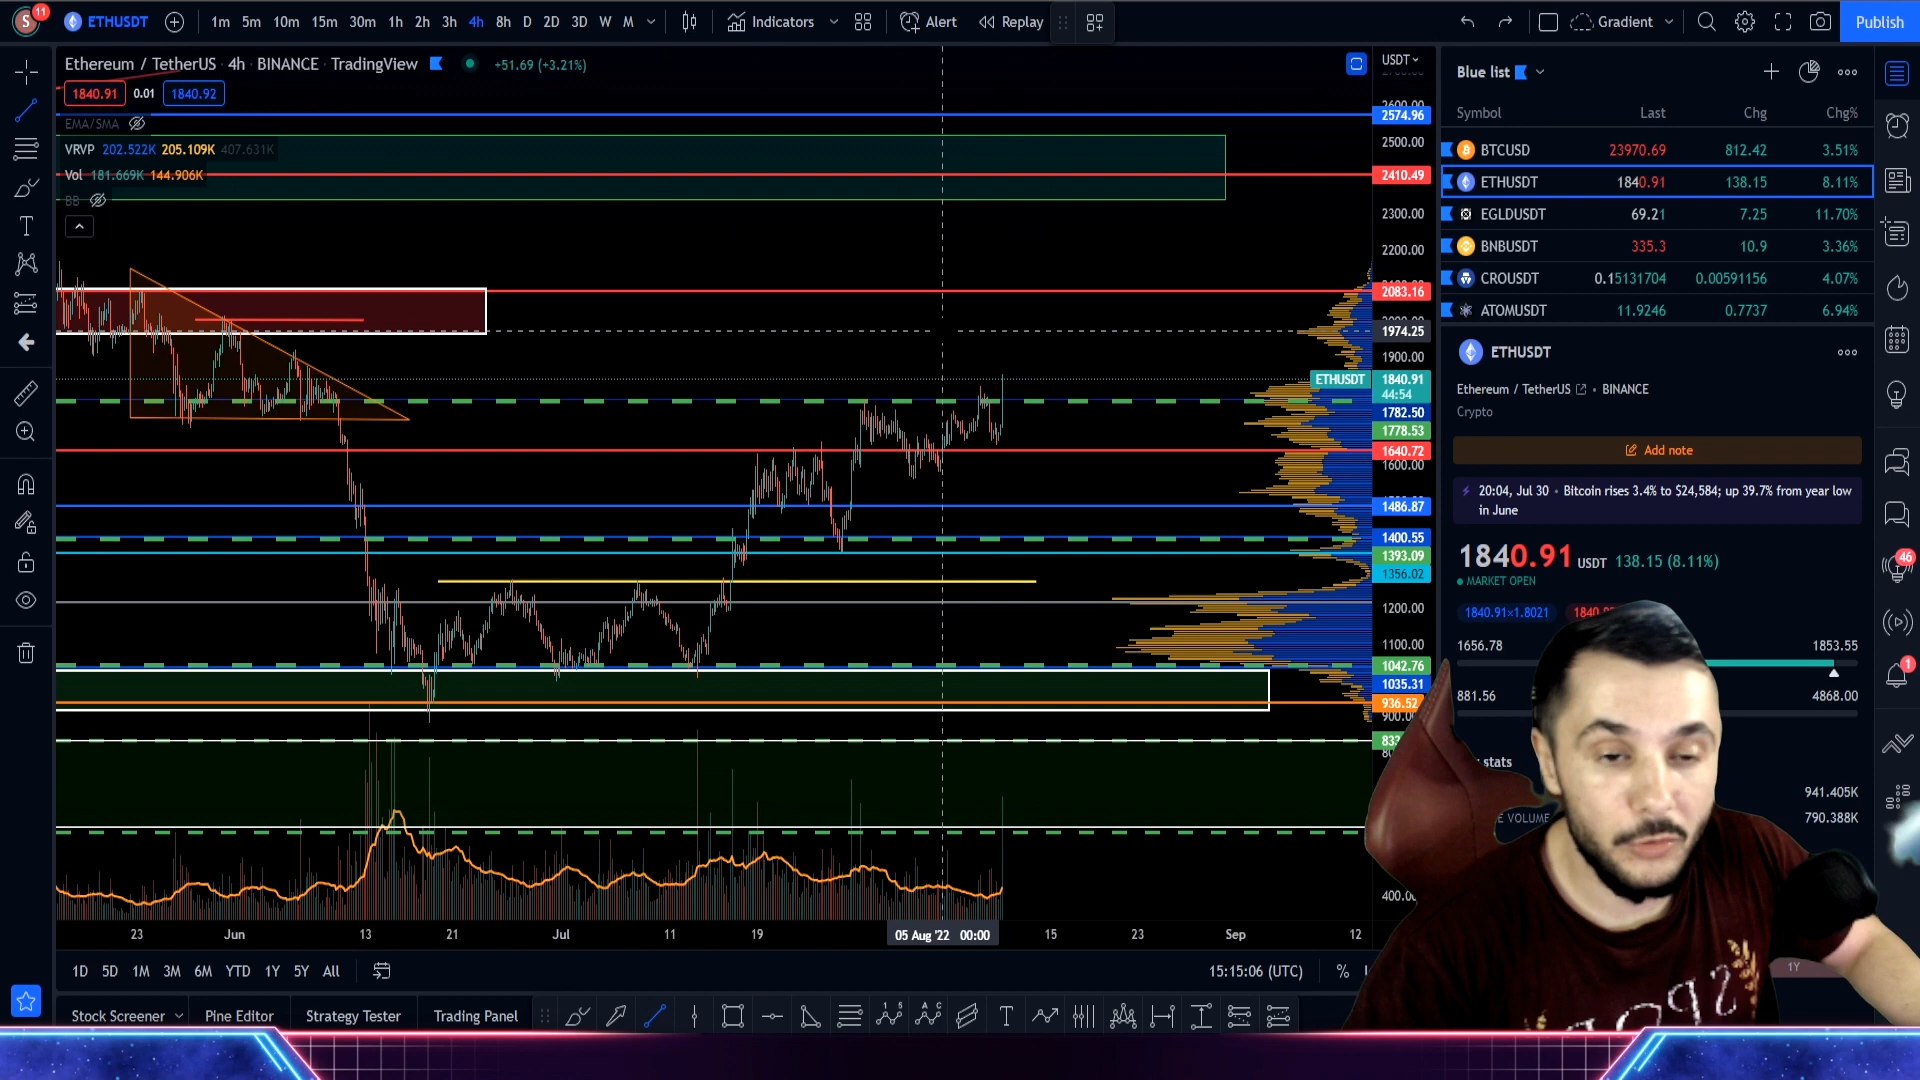 S 11 ETHUSDT 1m 5m 10m 15m 30m 1h 2h 3h 4h 8h D 2D 3D W M Indicators Alert Replay Gradient Publish
Ethereum / TetherUS · 4h · BINANCE · TradingView +51.69 (+3.21%)
1840.91 0.01 1840.92
EMA/SMA
VRVP 202.522K 205.109K 407.631K
Vol 181.669K 144.906K
BB
USDT
2600.00
2574.96
2500.00
2410.49
2300.00
2200.00
2083.16
1974.25
1900.00
ETHUSDT 1840.91
44:54
1782.50
1778.53
1640.72
1600.00
1486.87
1400.55
1393.09
1356.02
1200.00
1100.00
1042.76
1035.31
936.52
900.0
833
400.0
23 Jun 13 21 Jul 11 19 05 Aug '22 00:00 15 23 Sep 12
1D 5D 1M 3M 6M YTD 1Y 5Y All 15:15:06 (UTC) %
Stock Screener Pine Editor Strategy Tester Trading Panel
Blue list
Symbol Last Chg Chg%
BTCUSD 23970.69 812.42 3.51%
ETHUSDT 1840.91 138.15 8.11%
EGLDUSDT 69.21 7.25 11.70%
BNBUSDT 335.3 10.9 3.36%
CROUSDT 0.15131704 0.00591156 4.07%
ATOMUSDT 11.9246 0.7737 6.94%
ETHUSDT
Ethereum / TetherUS • BINANCE
Crypto
Add note
20:04, Jul 30 • Bitcoin rises 3.4% to $24,584; up 39.7% from year low
in June
1840.91 USDT 138.15 (8.11%)
MARKET OPEN
1840.91×1.8021
1656.78 1853.55
881.56 4868.00
stats
941.405K
E VOLUME 790.388K
1Y
46
1